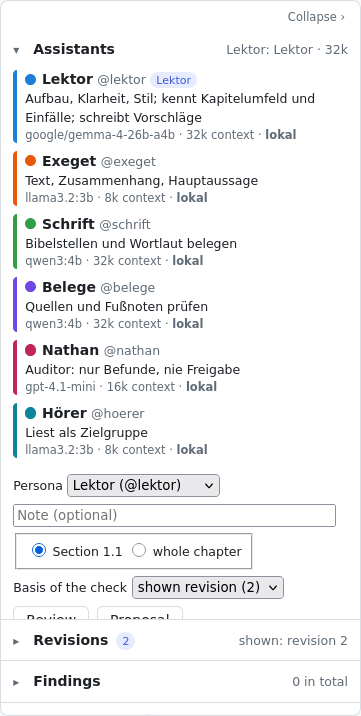 Collapse ›
▾ Assistants Lektor: Lektor · 32k
Lektor @lektor Lektor
Aufbau, Klarheit, Stil; kennt Kapitelumfeld und
Einfälle; schreibt Vorschläge
google/gemma-4-26b-a4b · 32k context · lokal
Exeget @exeget
Text, Zusammenhang, Hauptaussage
llama3.2:3b · 8k context · lokal
Schrift @schrift
Bibelstellen und Wortlaut belegen
qwen3:4b · 32k context · lokal
Belege @belege
Quellen und Fußnoten prüfen
qwen3:4b · 32k context · lokal
Nathan @nathan
Auditor: nur Befunde, nie Freigabe
gpt-4.1-mini · 16k context · lokal
Hörer @hoerer
Liest als Zielgruppe
llama3.2:3b · 8k context · lokal
Persona Lektor (@lektor)
Note (optional)
Section 1.1 whole chapter
Basis of the check shown revision (2)
Review Proposal
▸ Revisions 2 shown: revision 2
▸ Findings 0 in total